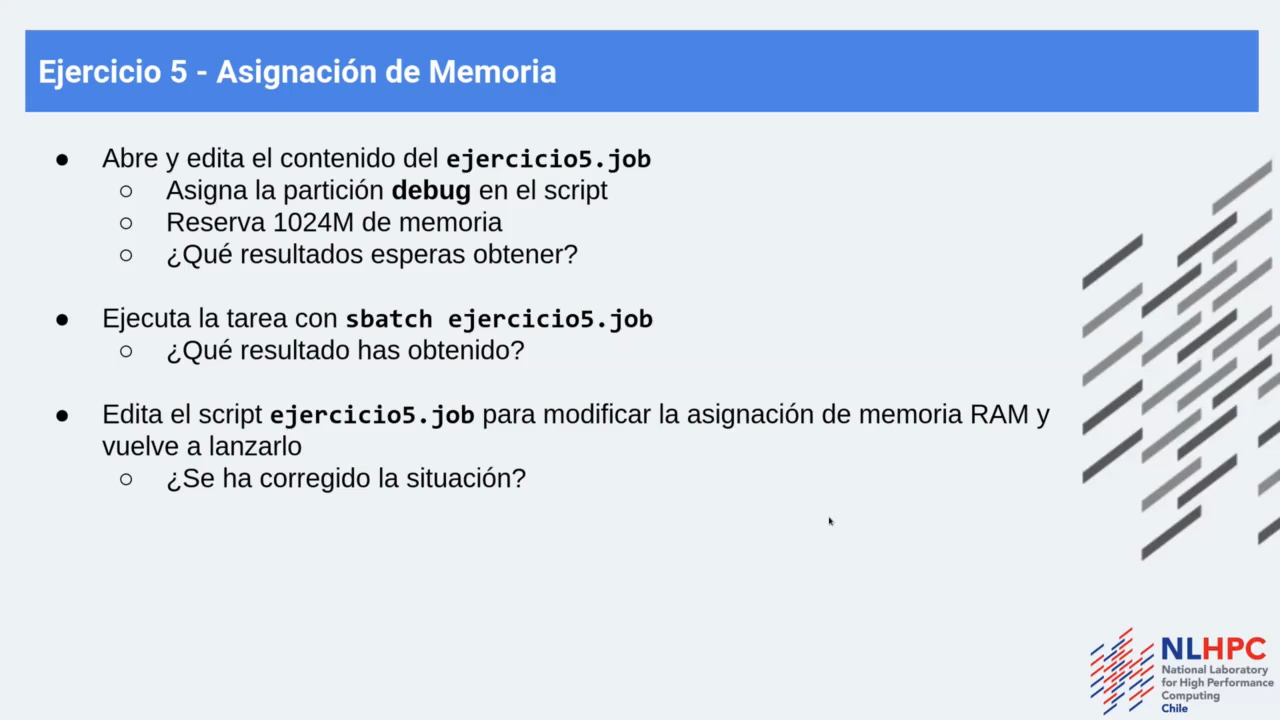 Ejercicio 5 - Asignación de Memoria
● Abre y edita el contenido del ejercicio5.job
○ Asigna la partición debug en el script
○ Reserva 1024M de memoria
○ ¿Qué resultados esperas obtener?
● Ejecuta la tarea con sbatch ejercicio5.job
○ ¿Qué resultado has obtenido?
● Edita el script ejercicio5.job para modificar la asignación de memoria RAM y
vuelve a lanzarlo
○ ¿Se ha corregido la situación?
NLHPC
National Laboratory
for High Performance
Computing
Chile